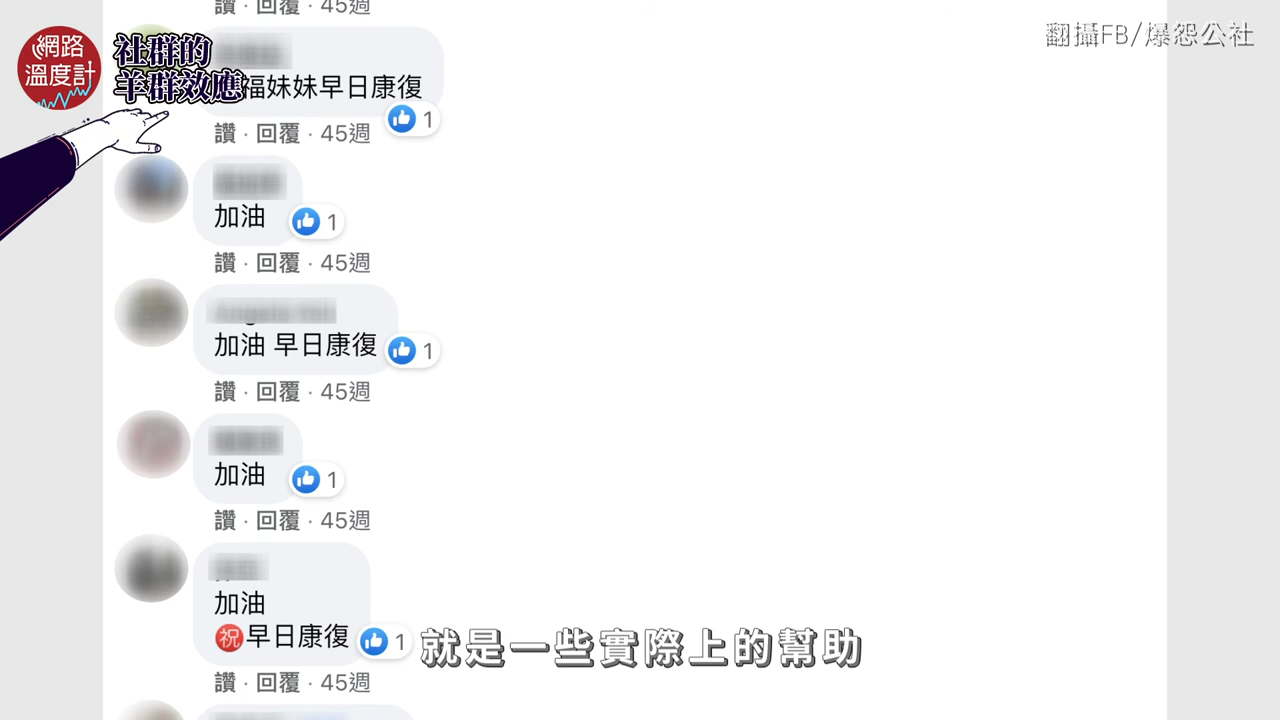 讚 · 回覆 · 45週
翻攝FB/爆怨公社
網路
溫度計
社群的
羊群效應
福妹妹早日康復
1
讚 · 回覆 · 45週
加油
1
讚 · 回覆 · 45週
加油 早日康復
1
讚 · 回覆 · 45週
加油
1
讚 · 回覆 · 45週
加油
㊗早日康復
1
就是一些實際上的幫助
讚 · 回覆 · 45週